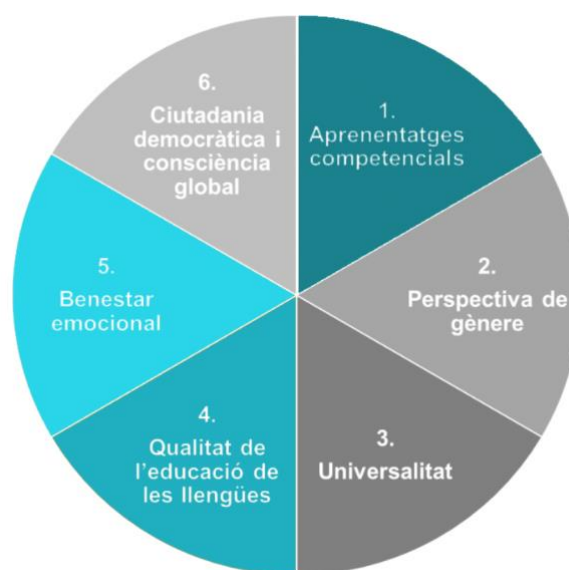 1.
Aprenentatges
competencials
2.
Perspectiva de
gènere
3.
Universalitat
4.
Qualitat de
l'educació de
les llengües
5.
Benestar
emocional
6.
Ciutadania
democràtica i
consciència
global